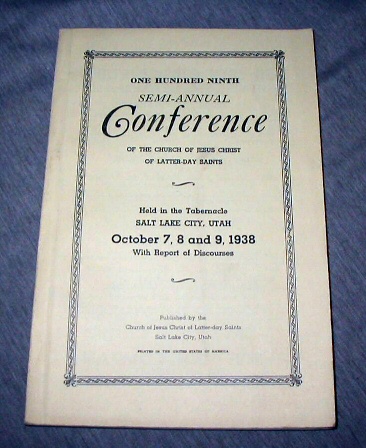 ONE HUNDRED NINTH
SEMI-ANNUAL
Conference
OF THE CHURCH OF JESUS CHRIST
OF LATTER-DAY SAINTS
Held in the Tabernacle
SALT LAKE CITY, UTAH
October 7, 8 and 9, 1938
With Report of Discourses
Published by the
Church of Jesus Christ of Latter-day Saints
Salt Lake City, Utah
PRINTED IN THE UNITED STATES OF AMERICA